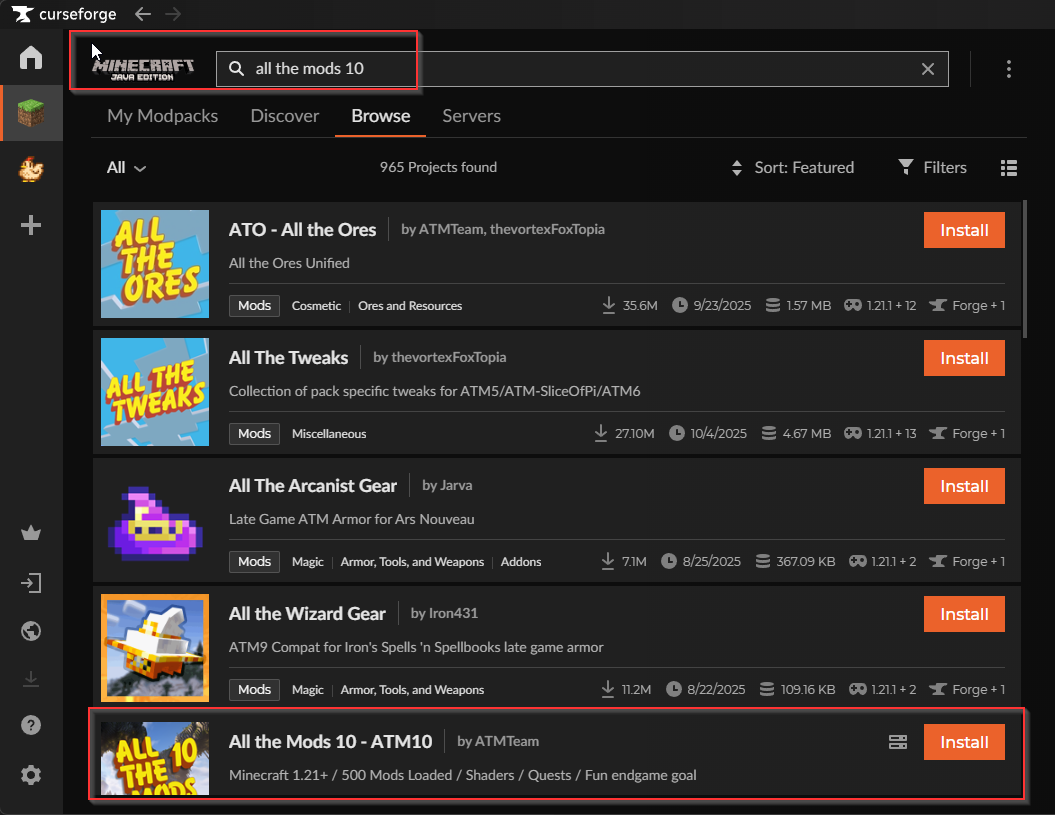 curseforge
MINECRAFT
JAVA EDITION
all the mods 10
My Modpacks Discover Browse Servers
All 965 Projects found Sort: Featured Filters
ALL THE ORES
ATO - All the Ores by ATMTeam, thevortexFoxTopia Install
All the Ores Unified
Mods Cosmetic Ores and Resources 35.6M 9/23/2025 1.57 MB 1.21.1 + 12 Forge + 1
ALL THE TWEAKS
All The Tweaks by thevortexFoxTopia Install
Collection of pack specific tweaks for ATM5/ATM-SliceOfPi/ATM6
Mods Miscellaneous 27.10M 10/4/2025 4.67 MB 1.21.1 + 13 Forge + 1
All The Arcanist Gear by Jarva Install
Late Game ATM Armor for Ars Nouveau
Mods Magic Armor, Tools, and Weapons Addons 7.1M 8/25/2025 367.09 KB 1.21.1 + 2 Forge + 1
All the Wizard Gear by Iron431 Install
ATM9 Compat for Iron's Spells 'n Spellbooks late game armor
Mods Magic Armor, Tools, and Weapons 11.2M 8/22/2025 109.16 KB 1.21.1 + 2 Forge + 1
ALL THE MODS 10
All the Mods 10 - ATM10 by ATMTeam Install
Minecraft 1.21+ / 500 Mods Loaded / Shaders / Quests / Fun endgame goal